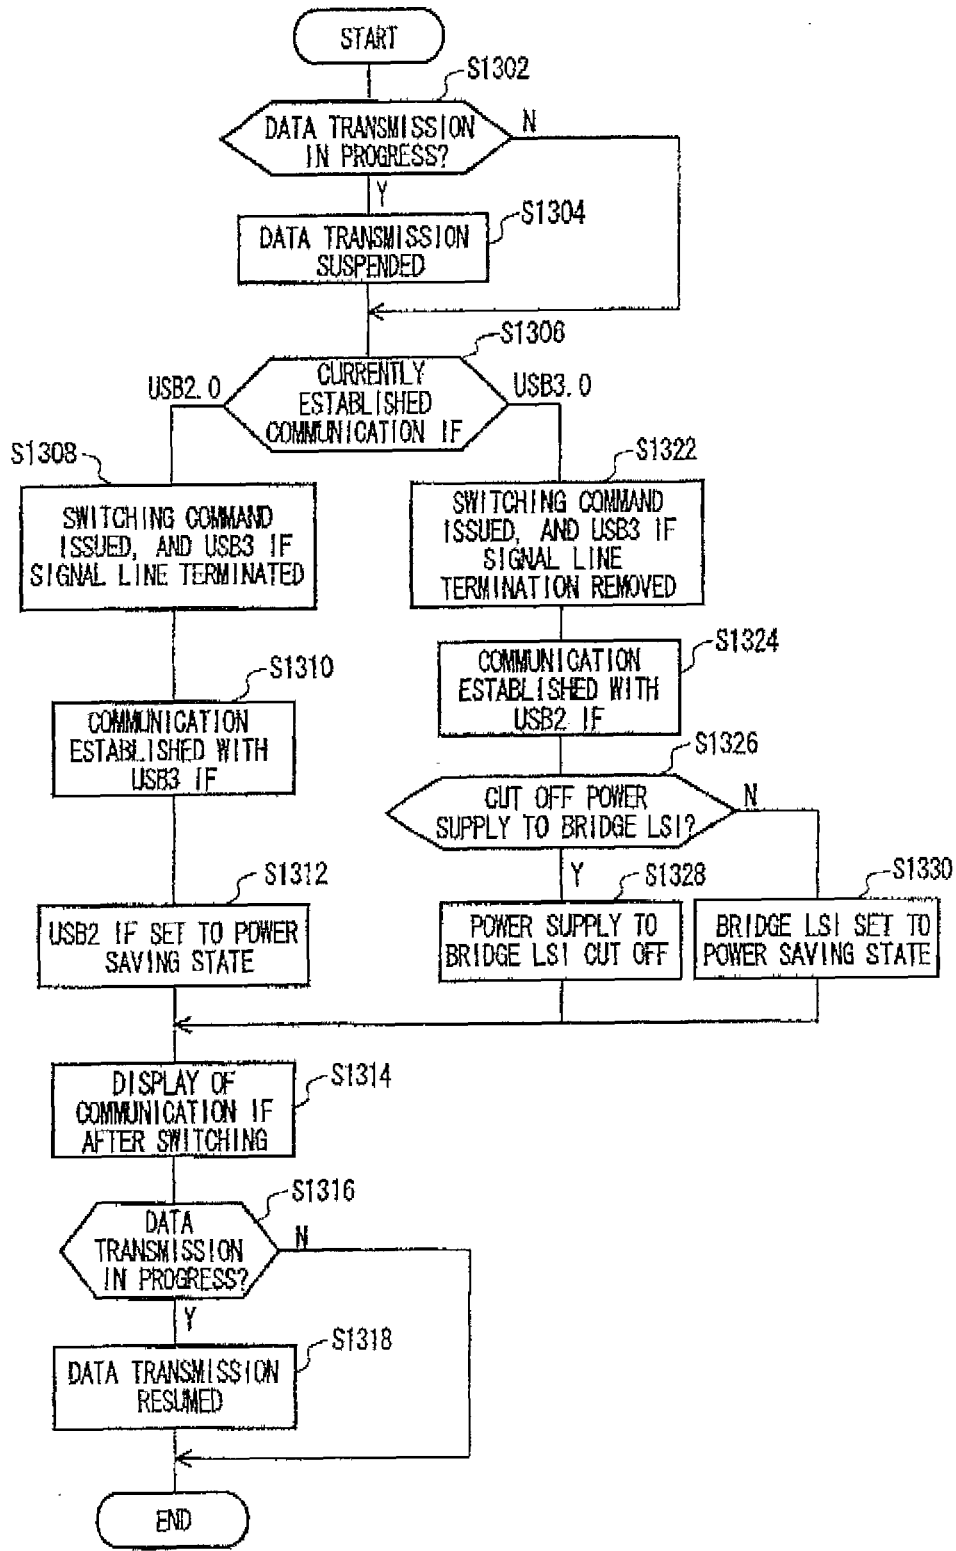 START
S1302
DATA TRANSMISSION
IN PROGRESS?
N
Y
S1304
DATA TRANSMISSION
SUSPENDED
S1306
USB2.0
CURRENTLY
ESTABLISHED
COMMUNICATION IF
USB3.0
S1308
SWITCHING COMMAND
ISSUED, AND USB3 IF
SIGNAL LINE TERMINATED
S1322
SWITCHING COMMAND
ISSUED, AND USB3 IF
SIGNAL LINE
TERMINATION REMOVED
S1310
COMMUNICATION
ESTABLISHED WITH
USB3 IF
S1324
COMMUNICATION
ESTABLISHED WITH
USB2 IF
S1326
CUT OFF POWER
SUPPLY TO BRIDGE LSI?
N
Y
S1312
USB2 IF SET TO POWER
SAVING STATE
S1328
POWER SUPPLY TO
BRIDGE LSI CUT OFF
S1330
BRIDGE LSI SET TO
POWER SAVING STATE
S1314
DISPLAY OF
COMMUNICATION IF
AFTER SWITCHING
S1316
DATA
TRANSMISSION
IN PROGRESS?
N
Y
S1318
DATA TRANSMISSION
RESUMED
END